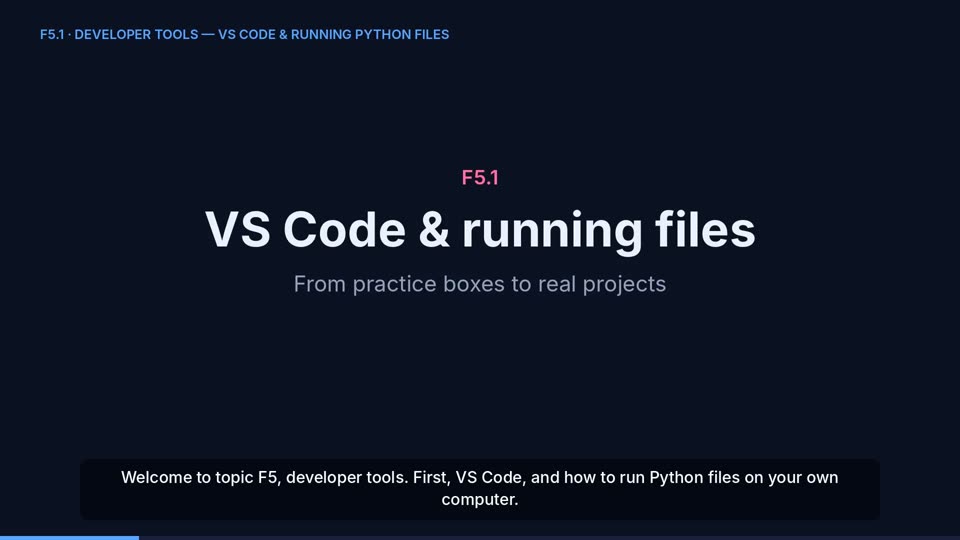 F5.1 · DEVELOPER TOOLS — VS CODE & RUNNING PYTHON FILES
F5.1
VS Code & running files
From practice boxes to real projects
Welcome to topic F5, developer tools. First, VS Code, and how to run Python files on your own
computer.